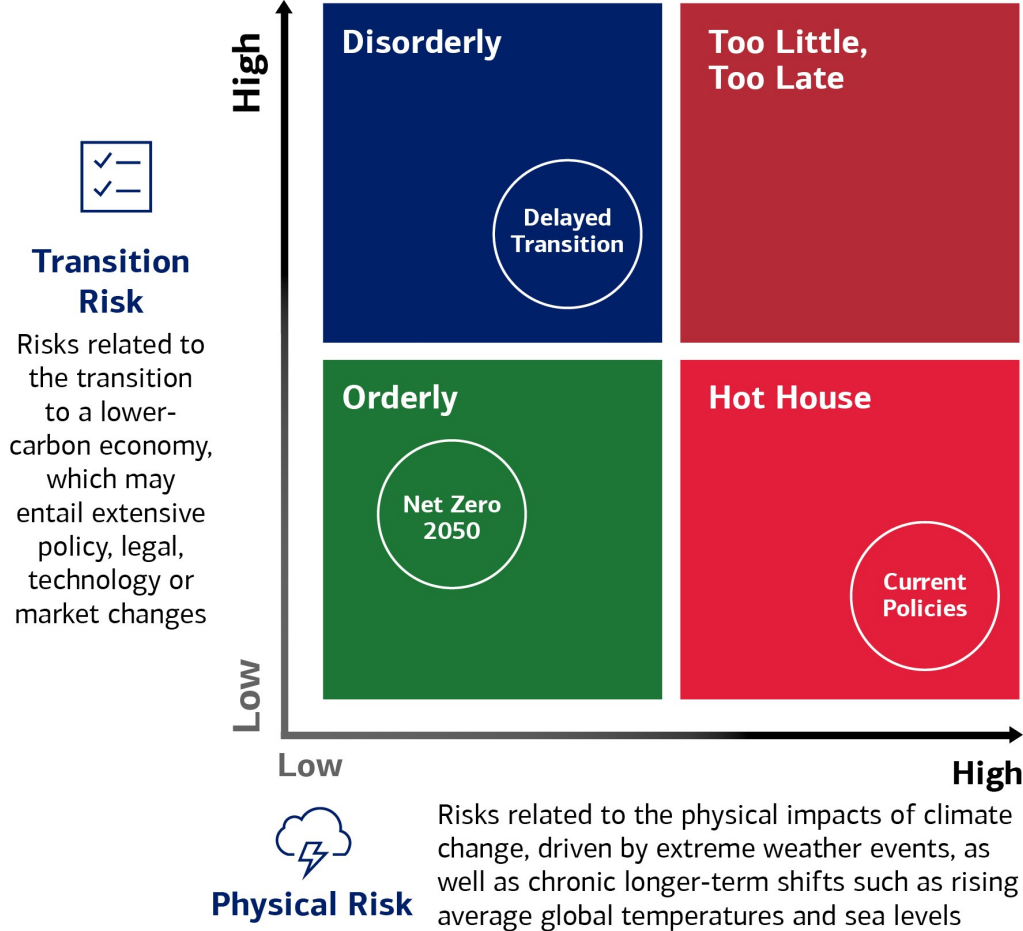 High
Disorderly
Too Little,
Too Late
Delayed
Transition
Transition
Risk
Risks related to
the transition
to a lower-
carbon economy,
which may
entail extensive
policy, legal,
technology or
market changes
Orderly
Net Zero
2050
Hot House
Current
Policies
Low
Low
High
Physical Risk
Risks related to the physical impacts of climate
change, driven by extreme weather events, as
well as chronic longer-term shifts such as rising
average global temperatures and sea levels